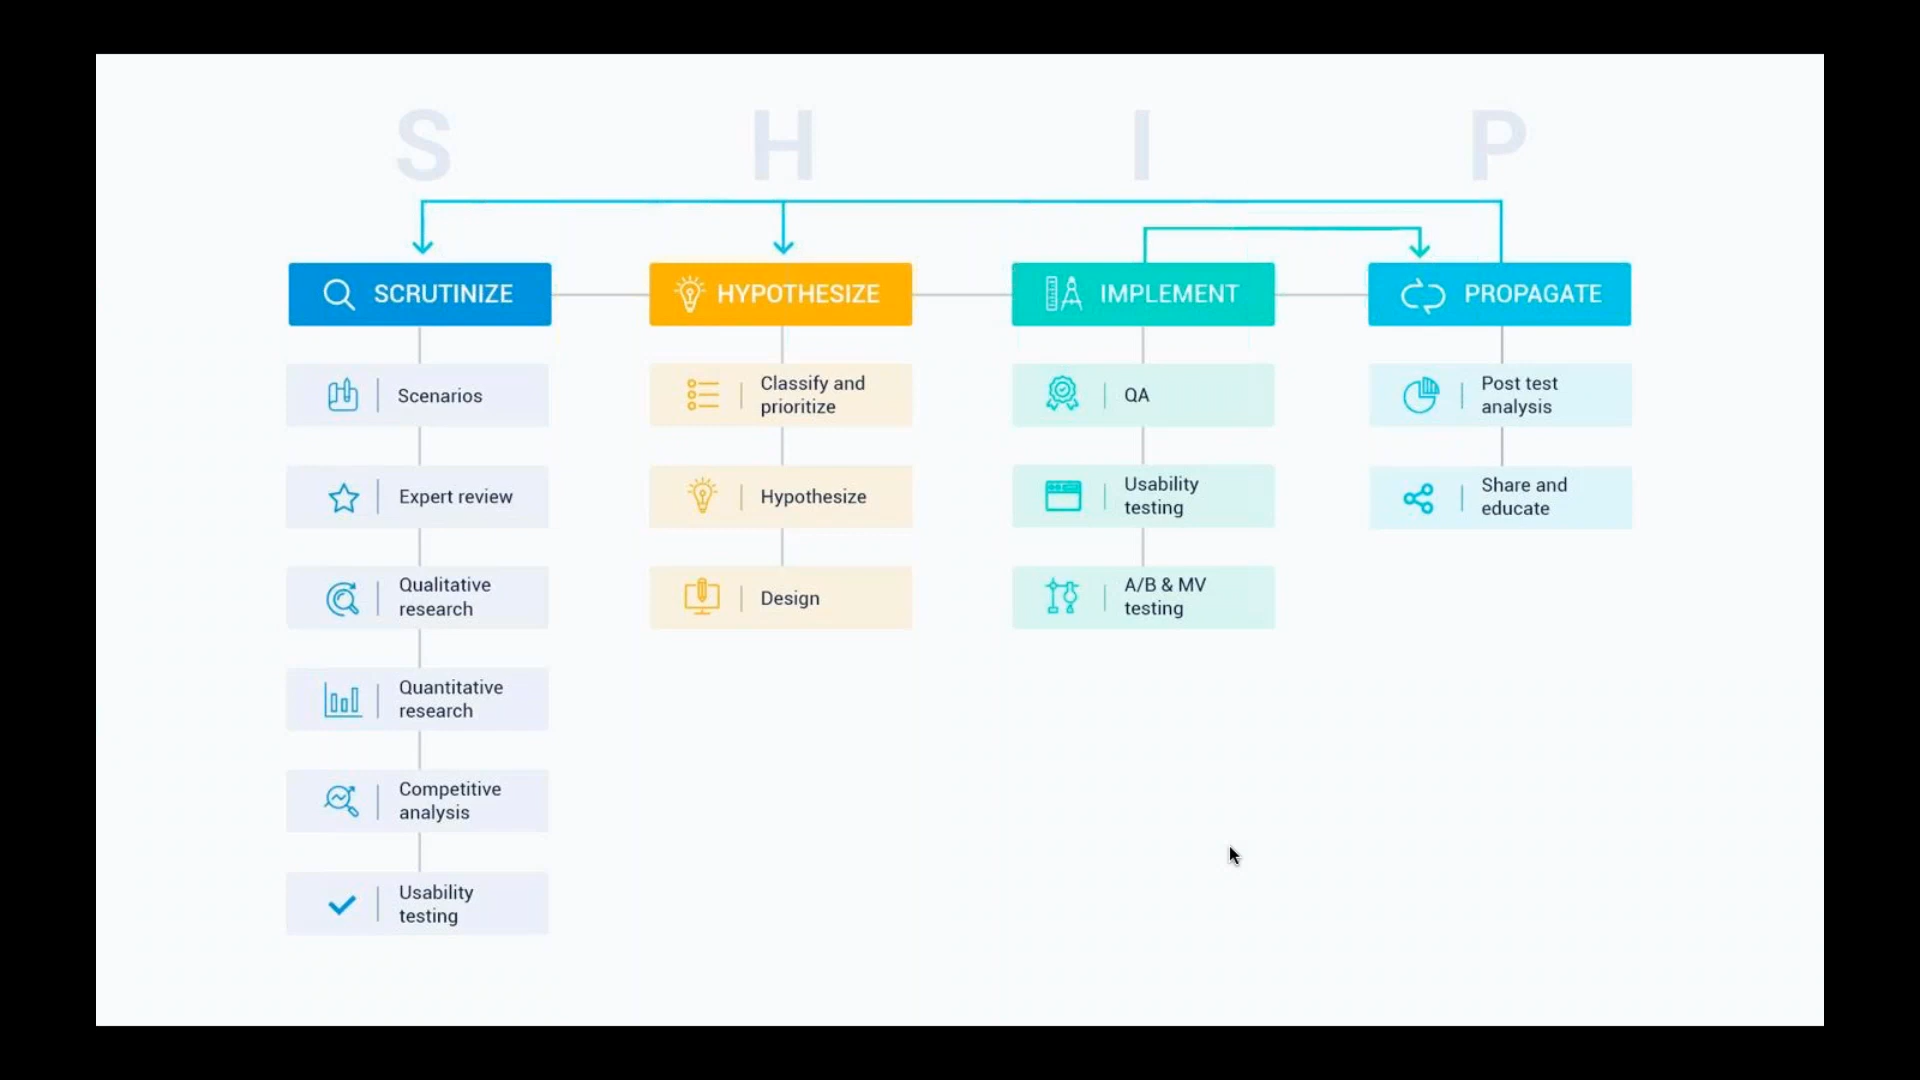 S
H
I
P
SCRUTINIZE
HYPOTHESIZE
IMPLEMENT
PROPAGATE
Scenarios
Expert review
Qualitative
research
Quantitative
research
Competitive
analysis
Usability
testing
Classify and
prioritize
Hypothesize
Design
QA
Usability
testing
A/B & MV
testing
Post test
analysis
Share and
educate